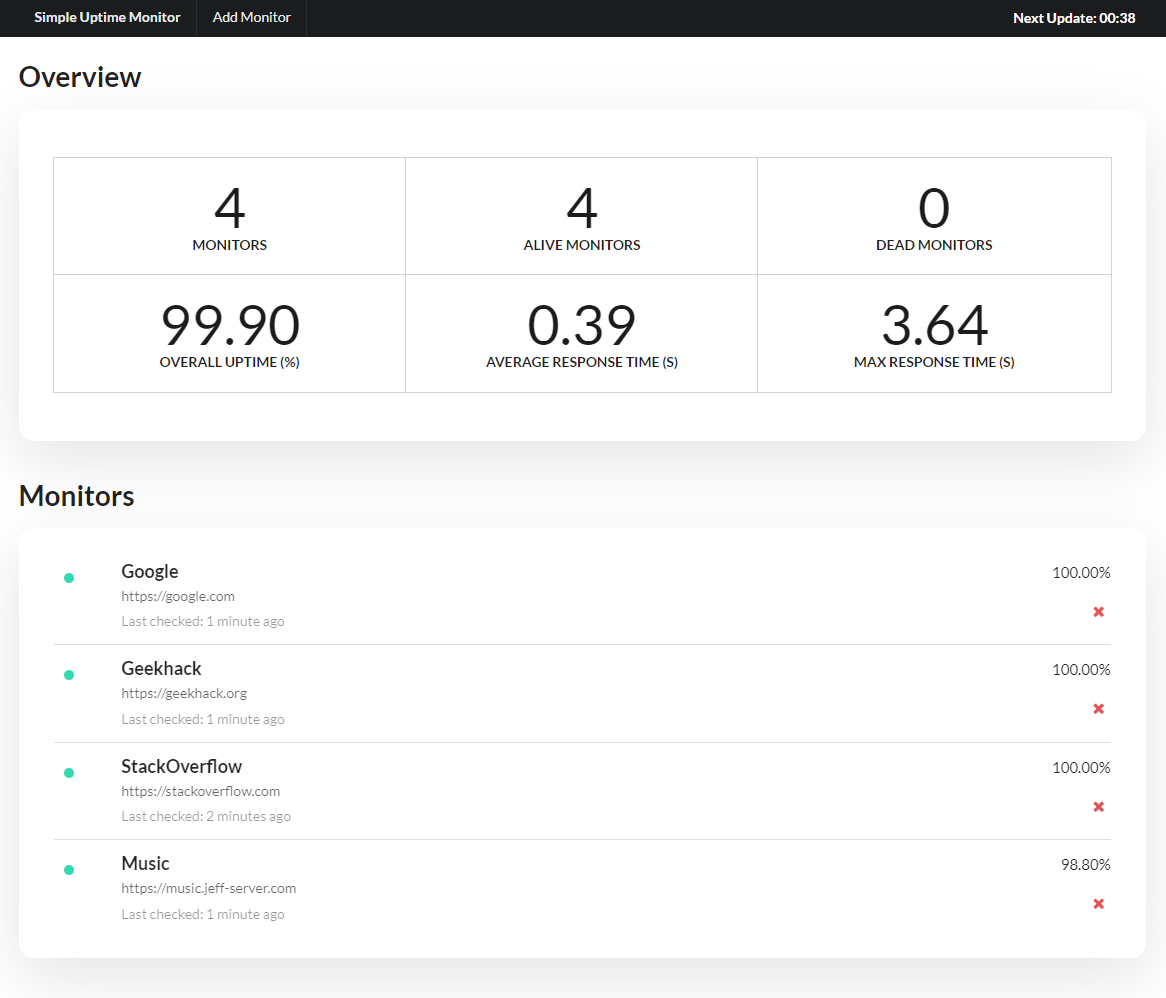 Simple Uptime Monitor Add Monitor Next Update: 00:38
Overview
4 4 0
MONITORS ALIVE MONITORS DEAD MONITORS
99.90 0.39 3.64
OVERALL UPTIME (%) AVERAGE RESPONSE TIME (S) MAX RESPONSE TIME (S)
Monitors
Google 100.00%
https://google.com
Last checked: 1 minute ago
Geekhack 100.00%
https://geekhack.org
Last checked: 1 minute ago
StackOverflow 100.00%
https://stackoverflow.com
Last checked: 2 minutes ago
Music 98.80%
https://music.jeff-server.com
Last checked: 1 minute ago